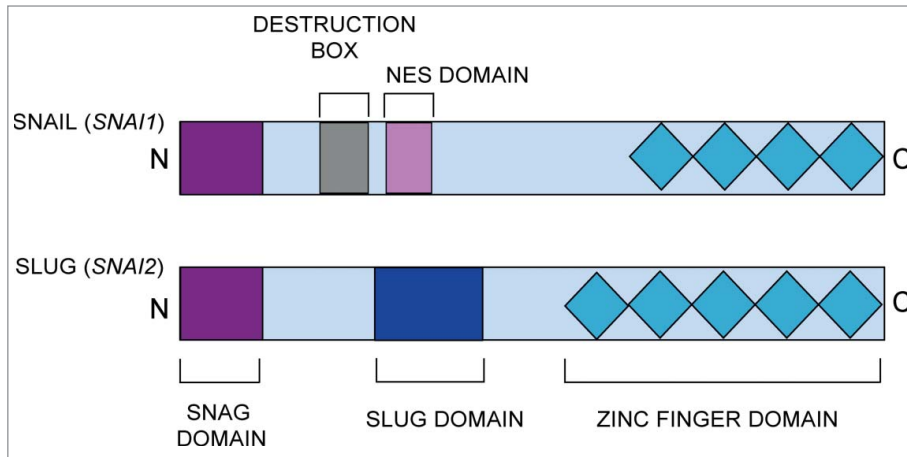 DESTRUCTION
BOX
NES DOMAIN
SNAIL (SNAI1)
N
C
SLUG (SNAI2)
N
C
SNAG
DOMAIN
SLUG DOMAIN
ZINC FINGER DOMAIN